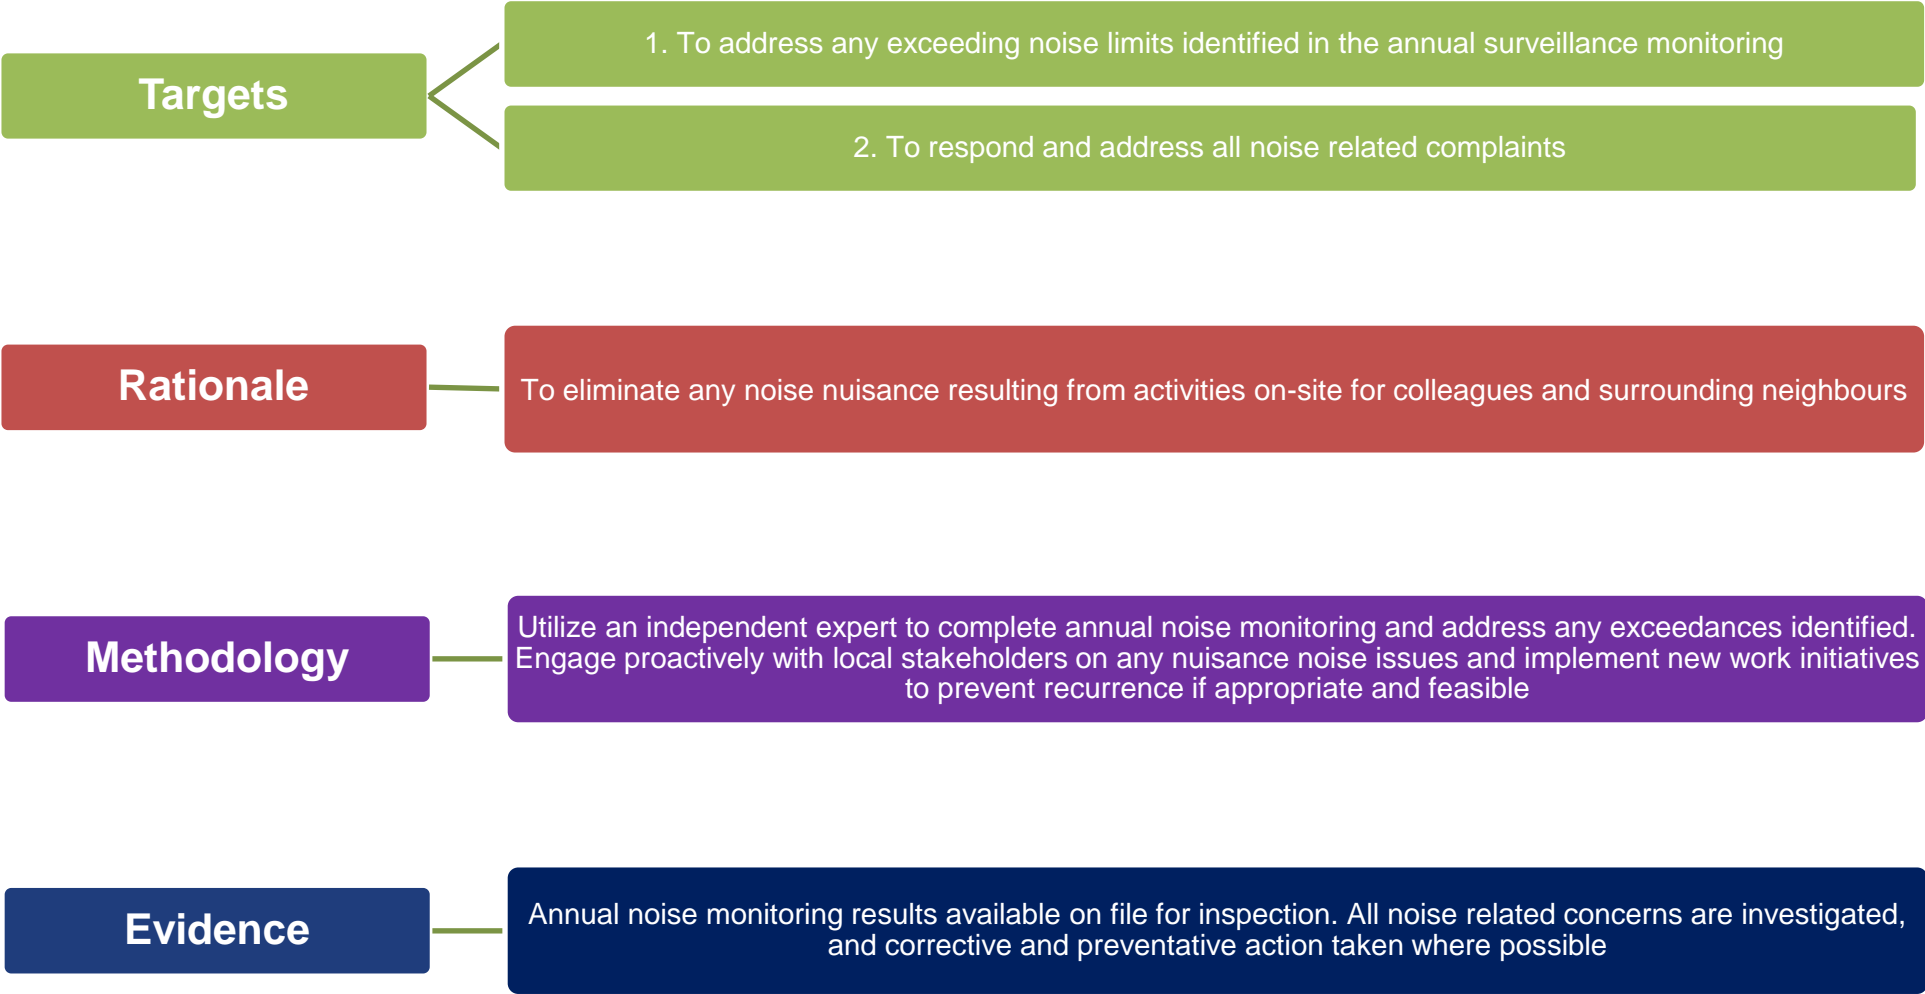 Targets
1. To address any exceeding noise limits identified in the annual surveillance monitoring
2. To respond and address all noise related complaints
Rationale
To eliminate any noise nuisance resulting from activities on-site for colleagues and surrounding neighbours
Methodology
Utilize an independent expert to complete annual noise monitoring and address any exceedances identified.
Engage proactively with local stakeholders on any nuisance noise issues and implement new work initiatives
to prevent recurrence if appropriate and feasible
Evidence
Annual noise monitoring results available on file for inspection. All noise related concerns are investigated,
and corrective and preventative action taken where possible